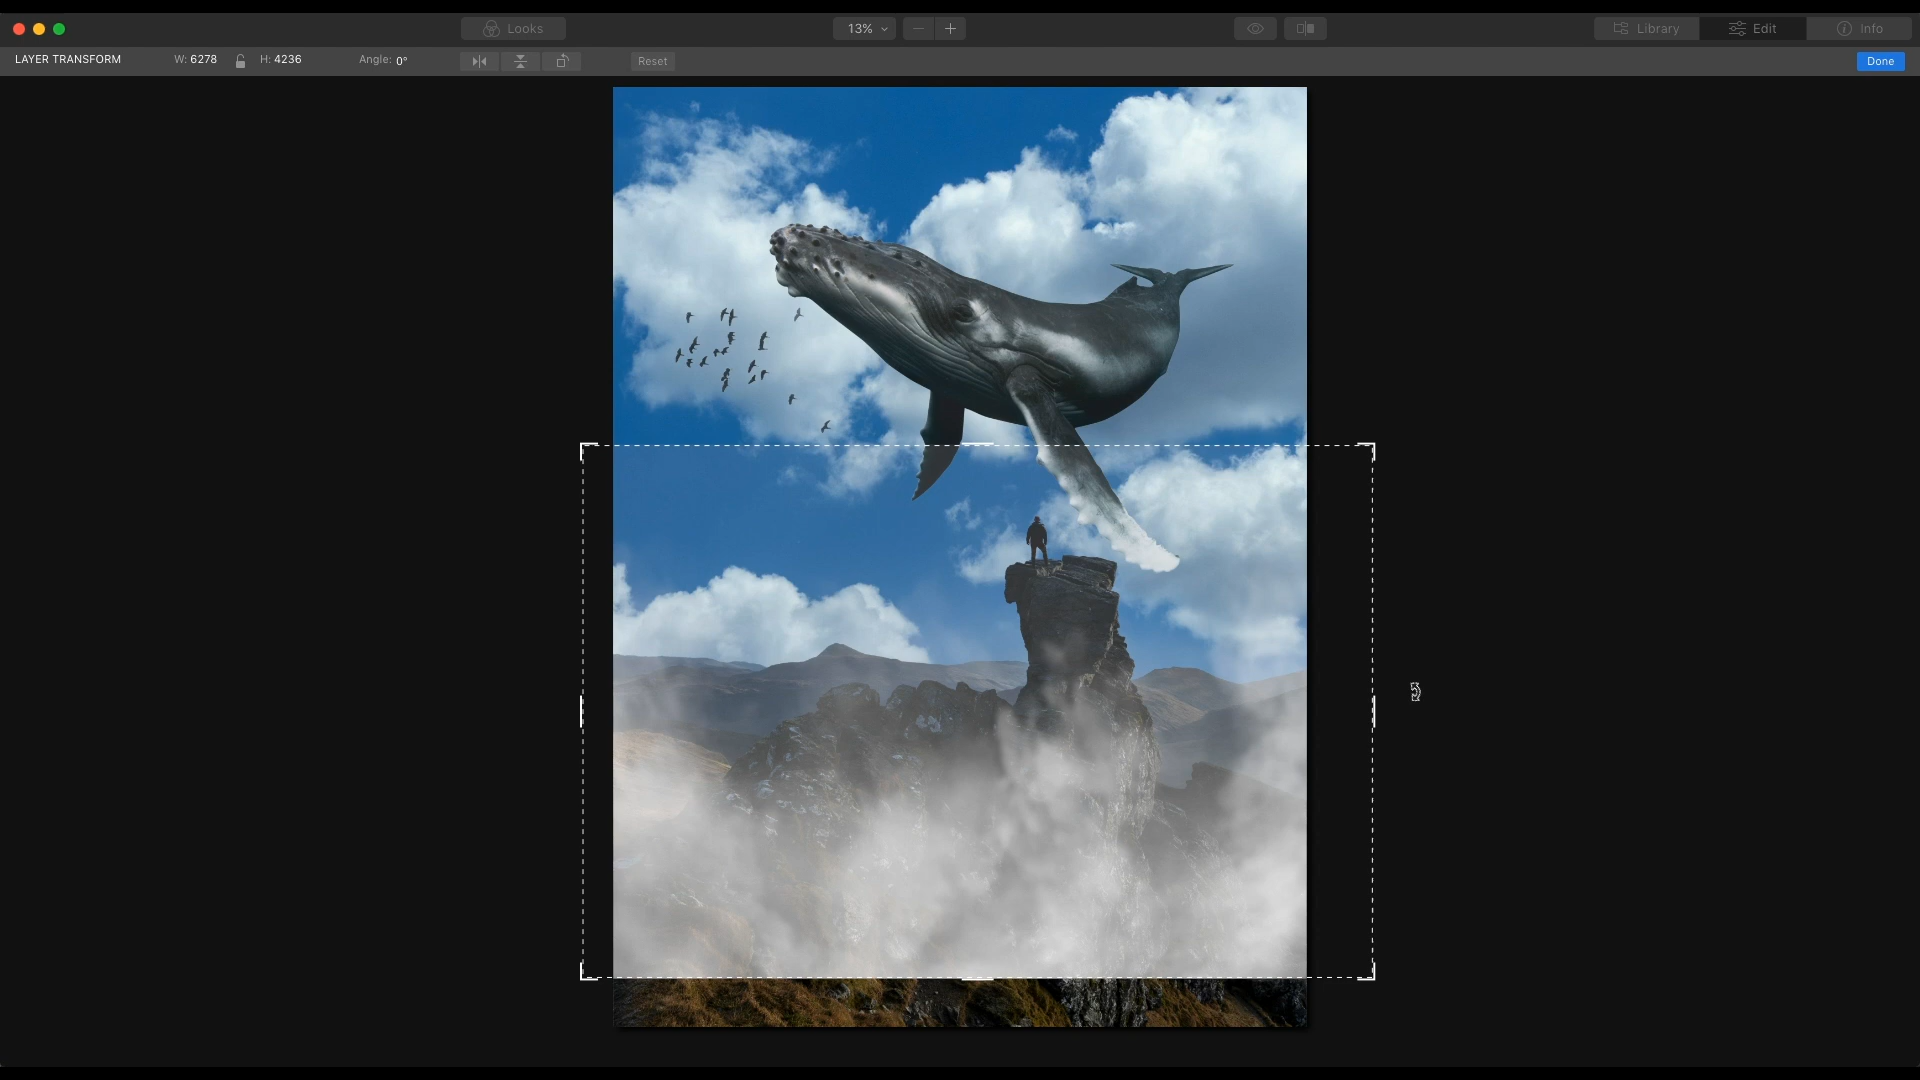 Looks
13%
Library
Edit
Info
LAYER TRANSFORM
W: 6278
H: 4236
Angle: 0°
Reset
Done